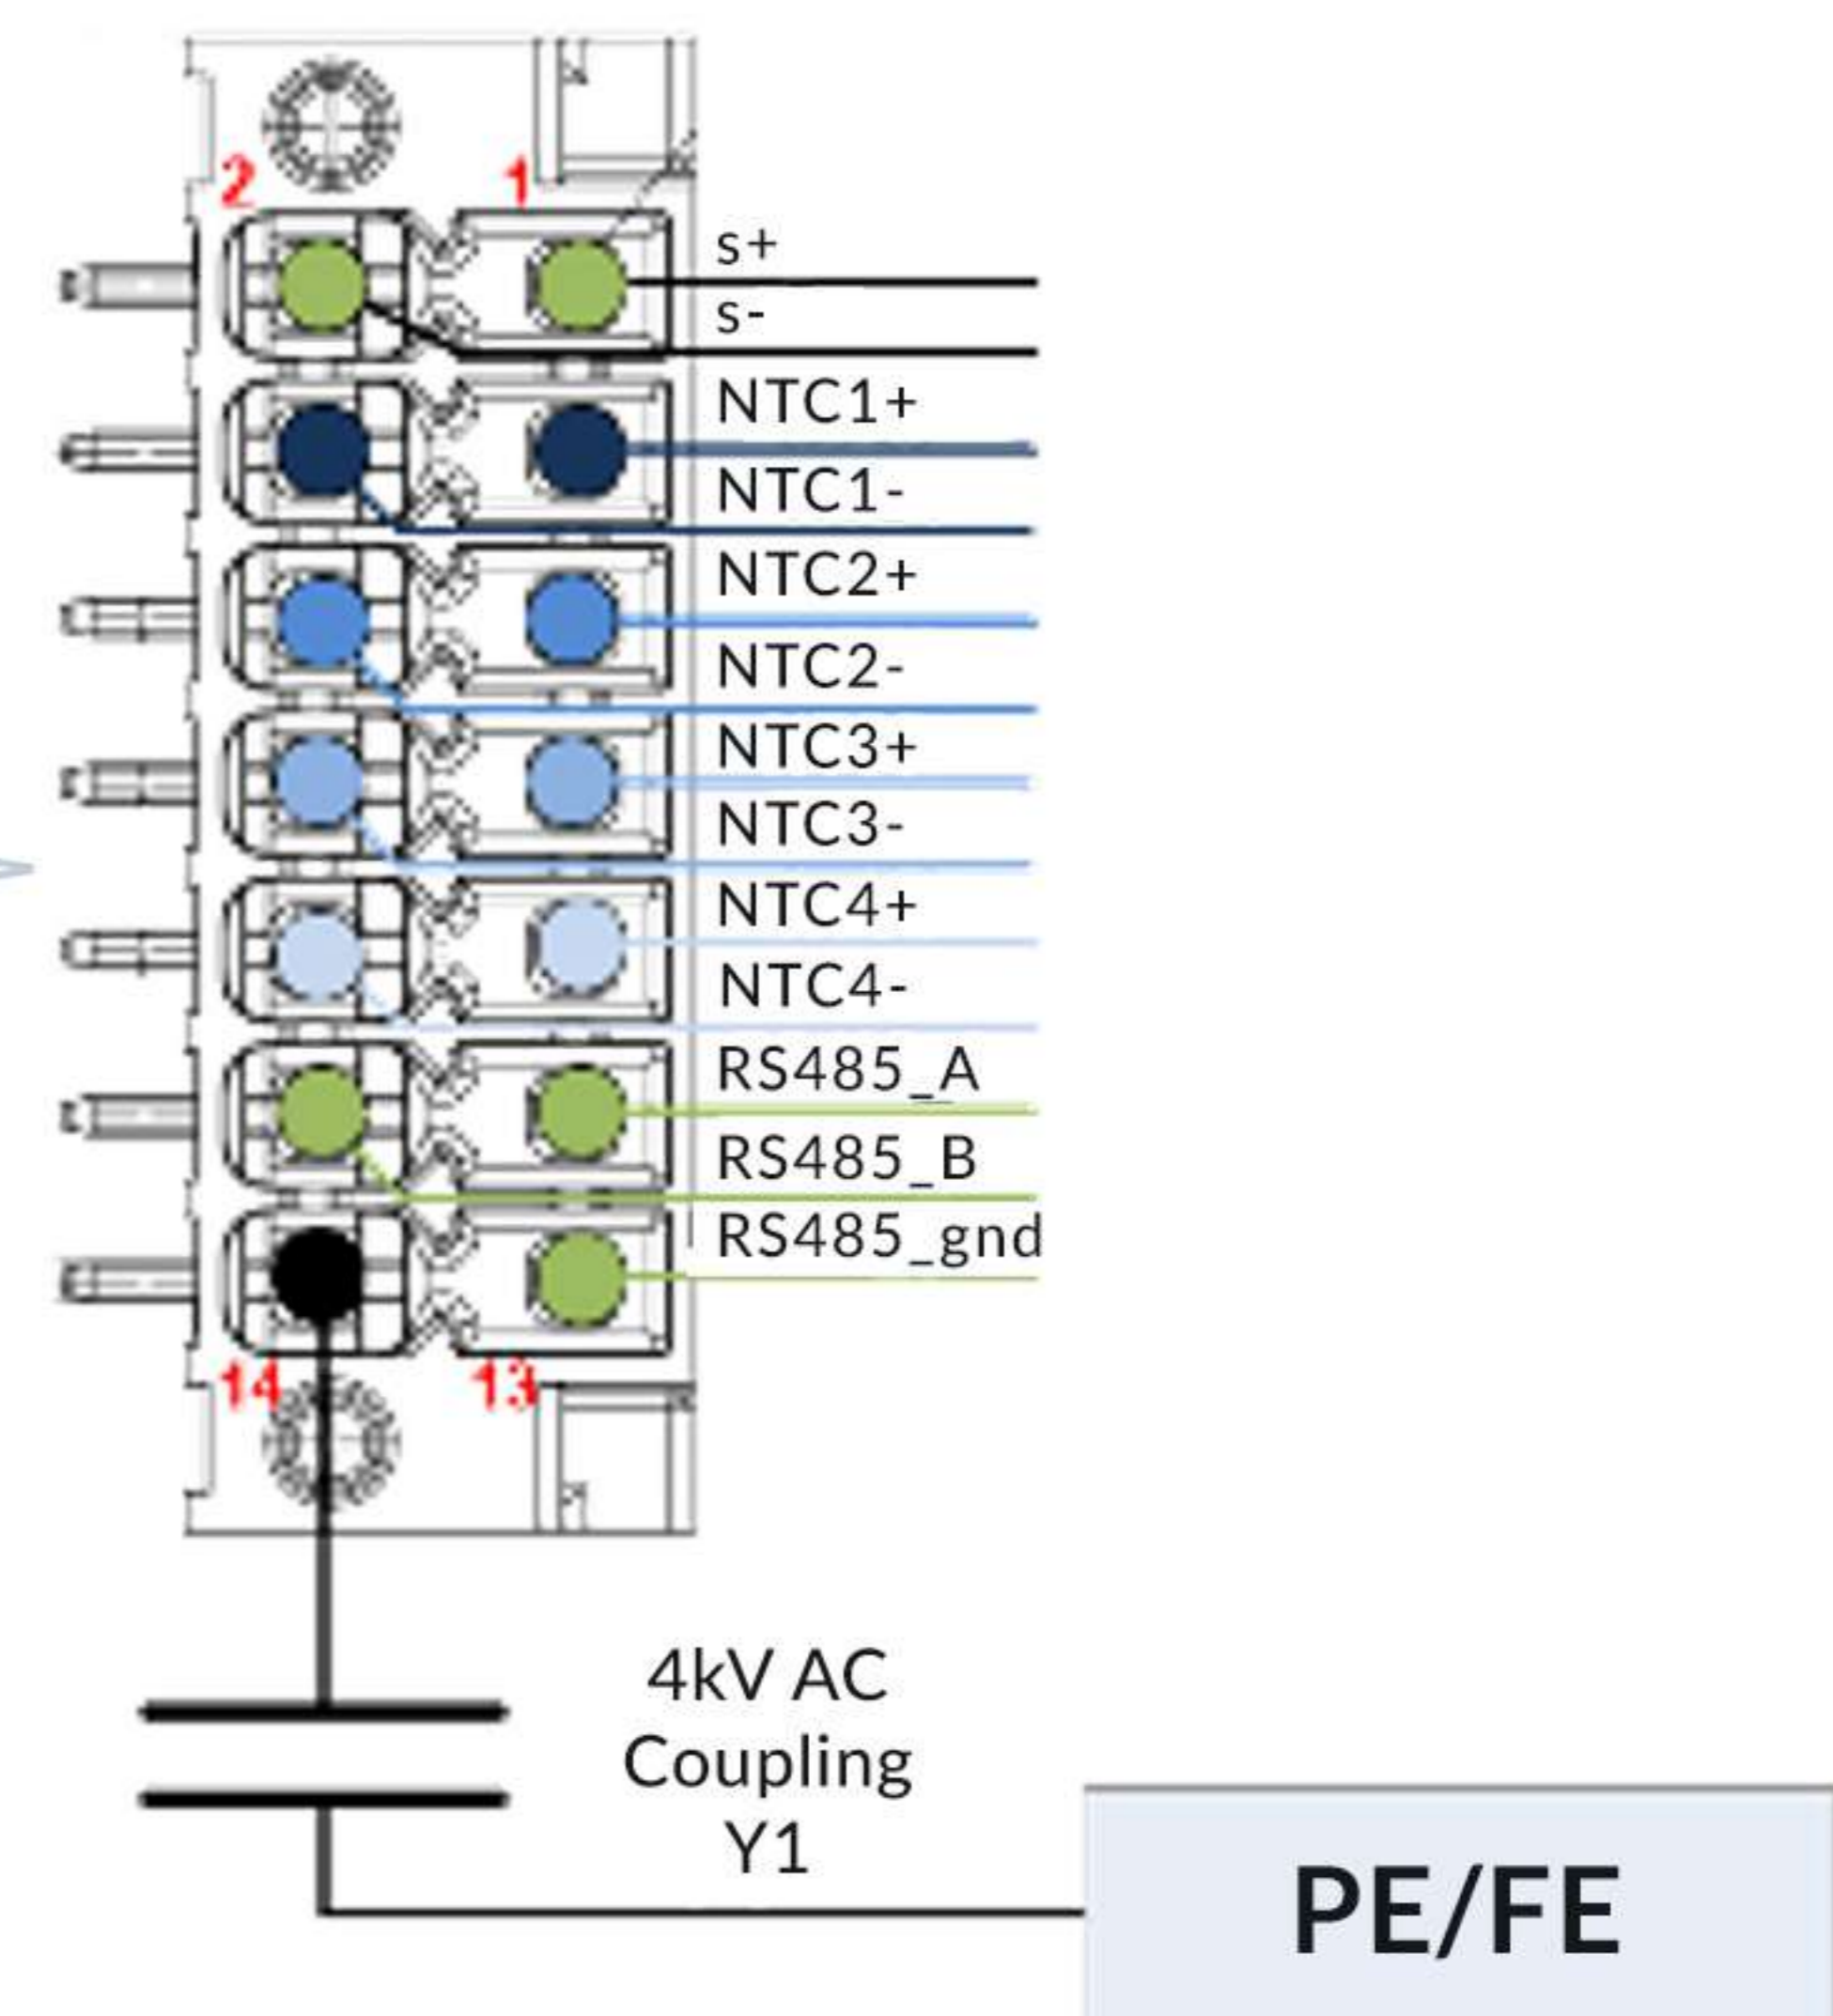 2 1
s+
s-
NTC1+
NTC1-
NTC2+
NTC2-
NTC3+
NTC3-
NTC4+
NTC4-
RS485_A
RS485_B
RS485_gnd
14 13
4kV AC
Coupling
Y1
PE/FE